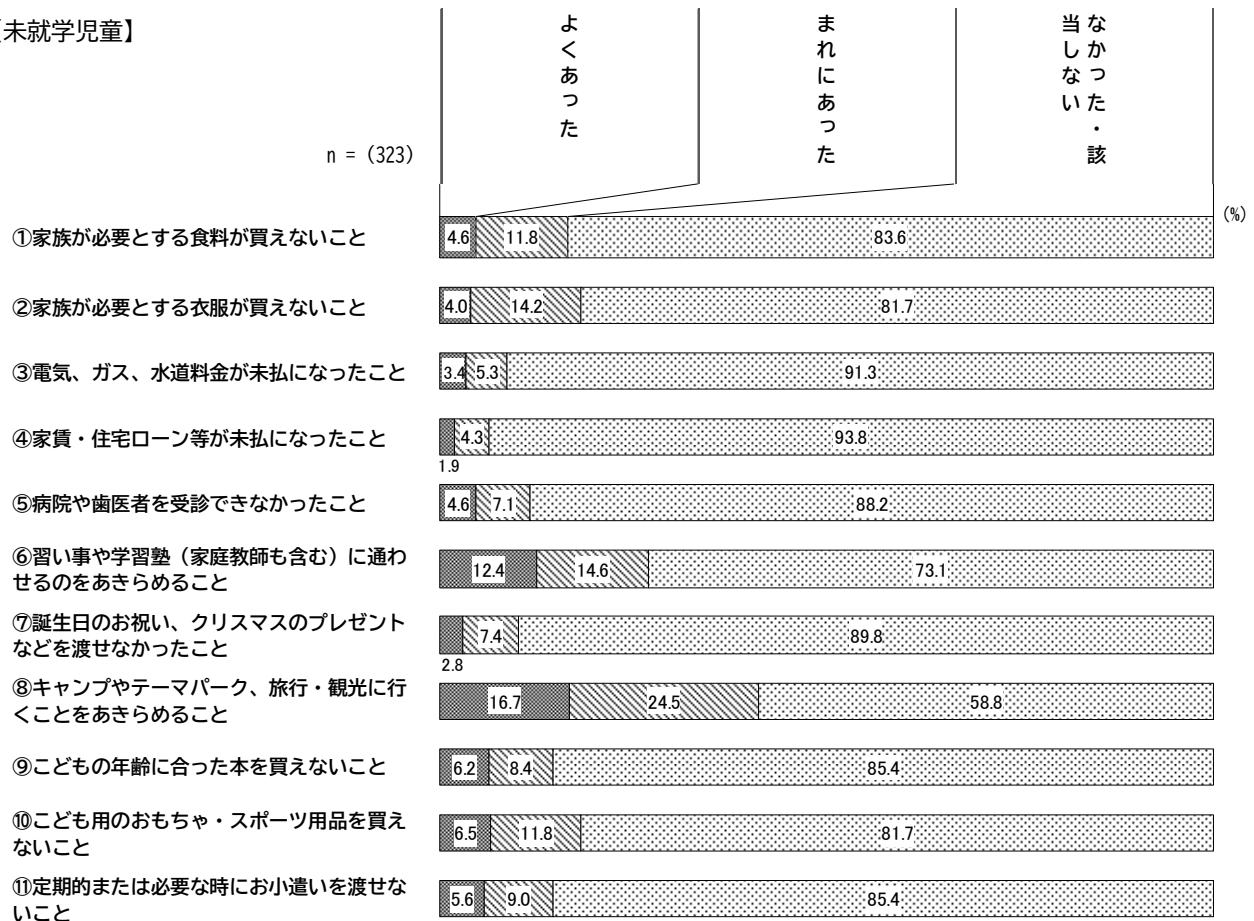 【未就学児童】
よくあった
まれにあった
なかった・該
当しない
n = (323)
(%)
①家族が必要とする食料が買えないこと
4.6 11.8 83.6
②家族が必要とする衣服が買えないこと
4.0 14.2 81.7
③電気、ガス、水道料金が未払になったこと
3.4 5.3 91.3
④家賃・住宅ローン等が未払になったこと
4.3 93.8
1.9
⑤病院や歯医者を受診できなかったこと
4.6 7.1 88.2
⑥習い事や学習塾（家庭教師も含む）に通わ
せるのをあきらめること
12.4 14.6 73.1
⑦誕生日のお祝い、クリスマスのプレゼント
などを渡せなかったこと
7.4 89.8
2.8
⑧キャンプやテーマパーク、旅行・観光に行
くことをあきらめること
16.7 24.5 58.8
⑨こどもの年齢に合った本を買えないこと
6.2 8.4 85.4
⑩こども用のおもちゃ・スポーツ用品を買え
ないこと
6.5 11.8 81.7
⑪定期的または必要な時にお小遣いを渡せな
いこと
5.6 9.0 85.4